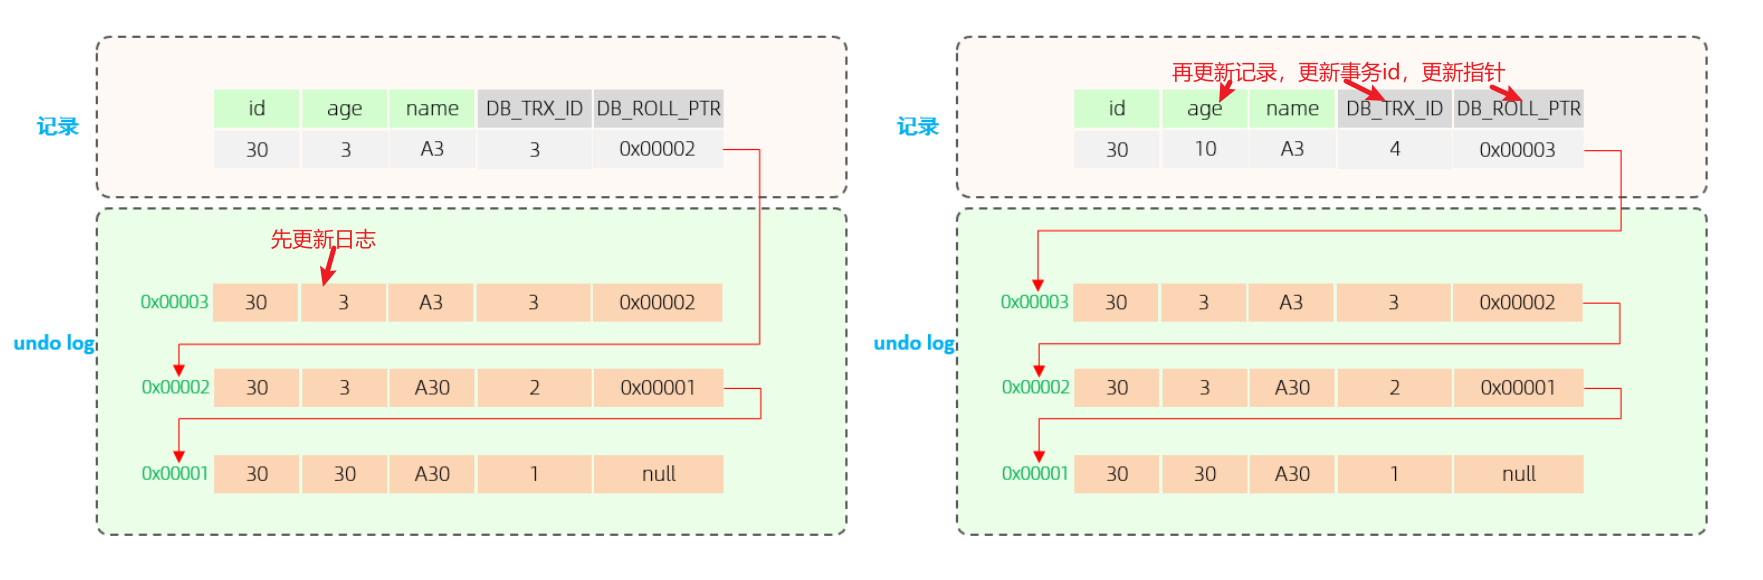 id age name DB_TRX_ID DB_ROLL_PTR
记录
30 3 A3 3 0x00002
先更新日志
0x00003 30 3 A3 3 0x00002
undo log
0x00002 30 3 A30 2 0x00001
0x00001 30 30 A30 1 null
再更新记录，更新事务id，更新指针
id age name DB_TRX_ID DB_ROLL_PTR
记录
30 10 A3 4 0x00003
0x00003 30 3 A3 3 0x00002
undo log
0x00002 30 3 A30 2 0x00001
0x00001 30 30 A30 1 null